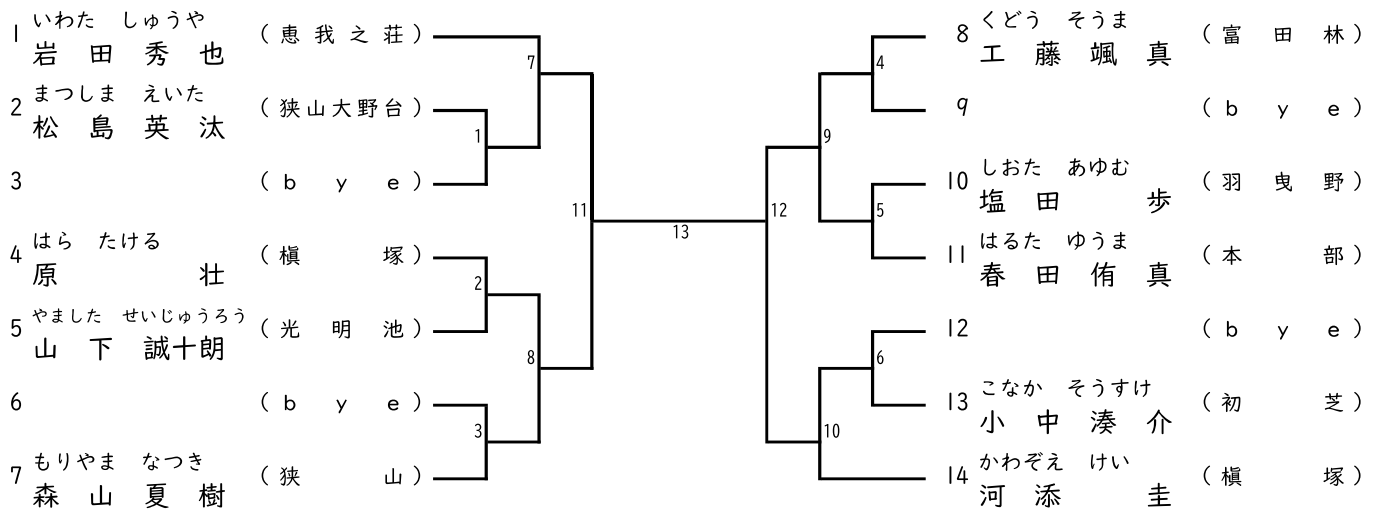 いわた しゅうや
1 岩田秀也 (恵我之荘)
まつしま えいた
2 松島英汰 (狭山大野台)
3 (bye)
はら たける
4 原壮 (槇塚)
やました せいじゅうろう
5 山下誠十朗 (光明池)
6 (bye)
もりやま なつき
7 森山夏樹 (狭山)
7
1
2
8
3
11
13
12
4
9
5
6
10
くどう そうま
8 工藤颯真 (富田林)
9 (bye)
しおた あゆむ
10 塩田歩 (羽曳野)
はるた ゆうま
11 春田侑真 (本部)
12 (bye)
こなか そうすけ
13 小中湊介 (初芝)
かわぞえ けい
14 河添圭 (槇塚)